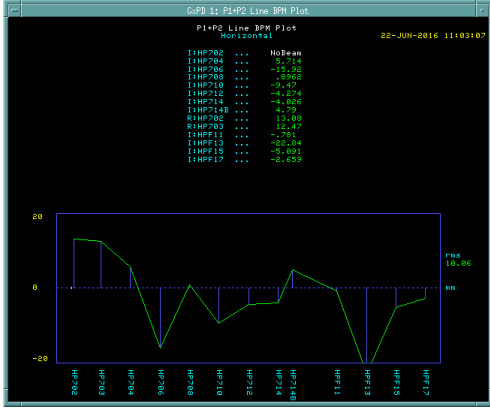 GxPD 1: P1+P2 Line BPM Plot
P1+P2 Line BPM Plot
Horizontal
22-JUN-2016 11:03:07
I:HP702 ... NoBeam
I:HP704 ... 5.714
I:HP706 ... -15.92
I:HP708 ... .8962
I:HP710 ... -9.47
I:HP712 ... -4.274
I:HP714 ... -4.026
I:HP714B ... 4.79
R:HP702 ... 13.08
R:HP703 ... 12.47
I:HPF11 ... -.781
I:HPF13 ... -22.84
I:HPF15 ... -5.091
I:HPF17 ... -2.659
20
0
-20
rms
10.06
mm
HP702
HP703
HP704
HP706
HP708
HP710
HP712
HP714
HP714B
HPF11
HPF13
HPF15
HPF17